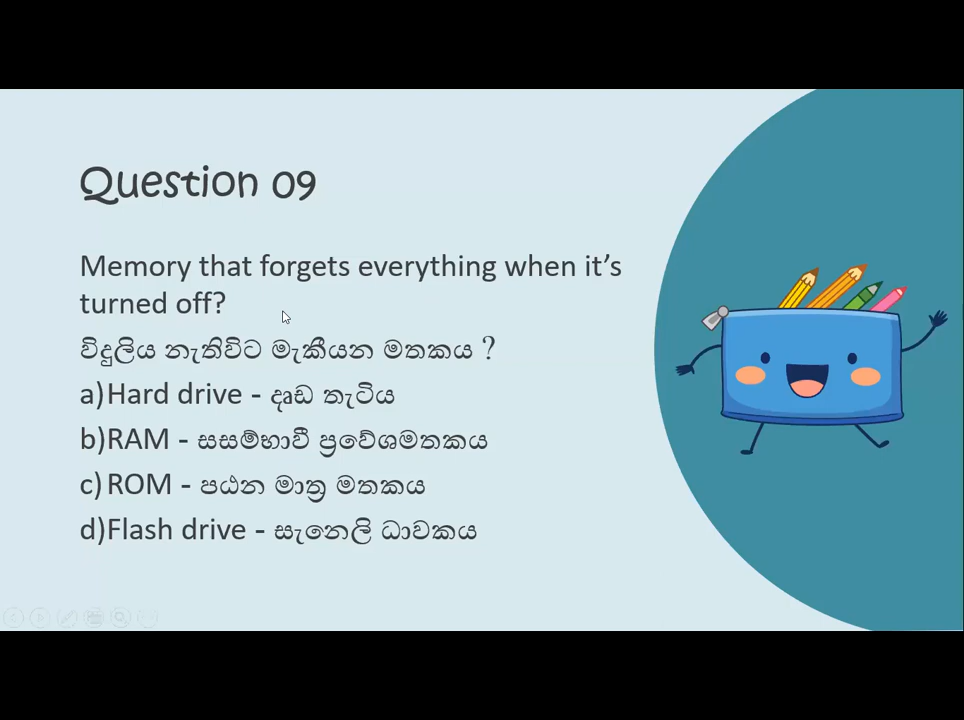 Question 09
Memory that forgets everything when it’s
turned off?
විදුලිය නැතිවිට මැකීයන මතකය ?
a)Hard drive - දෘඩ තැටිය
b)RAM - සසම්භාවී ප්‍රවේශමතකය
c)ROM - පඨන මාත්‍ර මතකය
d)Flash drive - සැනෙලි ධාවකය